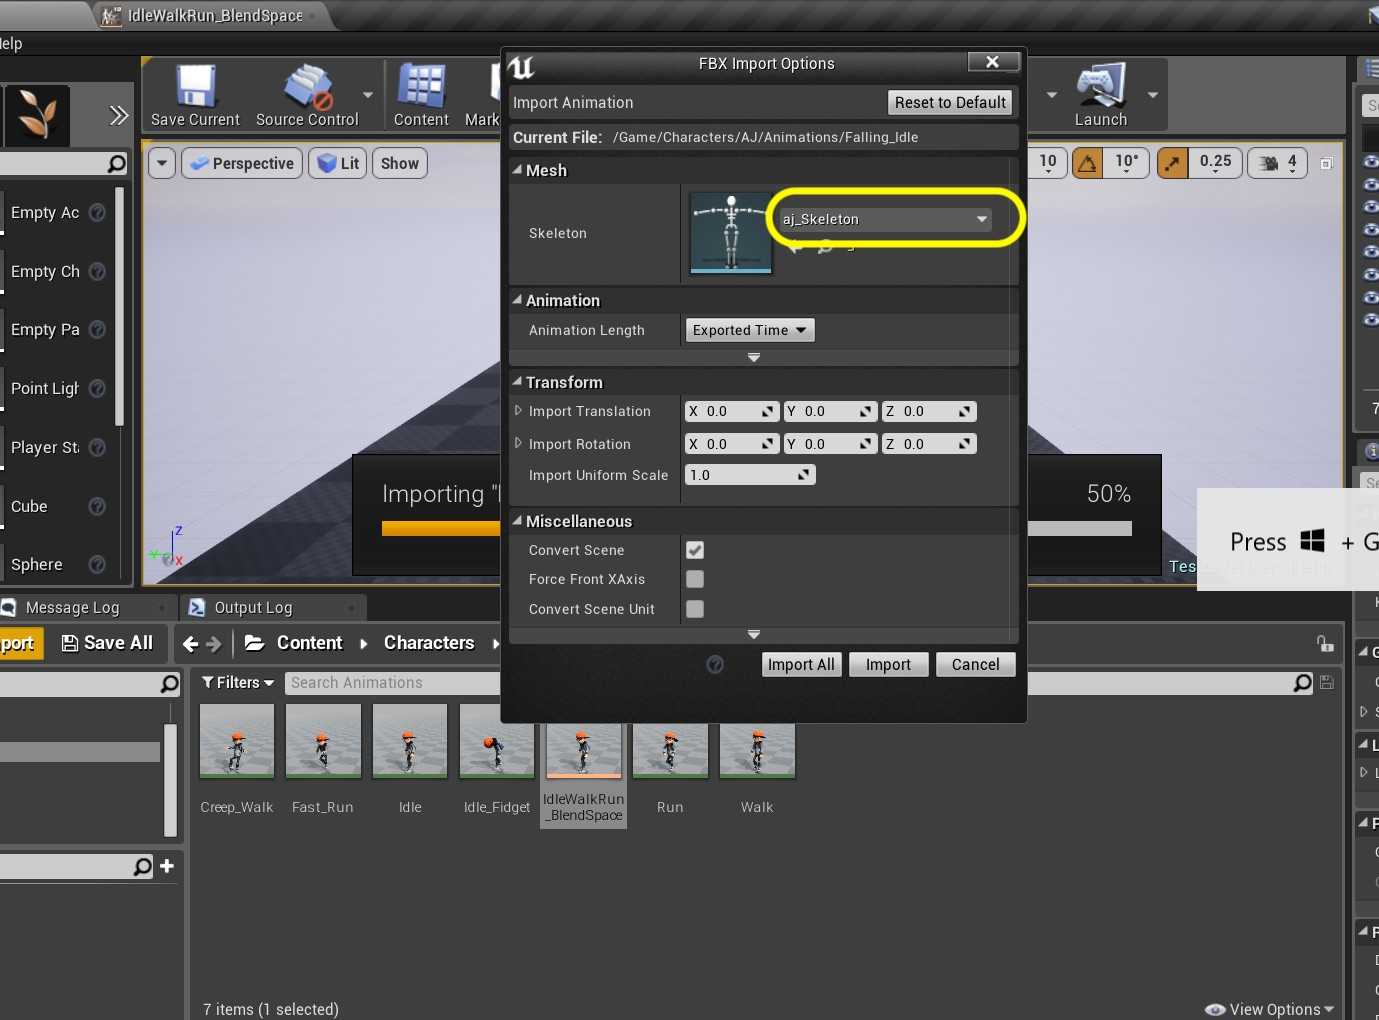 IdleWalkRun_BlendSpace
Help
FBX Import Options
Import Animation
Reset to Default
Current File: /Game/Characters/AJ/Animations/Falling_Idle
Save Current
Source Control
Content
Mark
Launch
Perspective
Lit
Show
10
10°
0.25
4
Mesh
Skeleton
aj_Skeleton
Empty Ac
Empty Ch
Empty Pa
Point Ligh
Player Sta
Cube
Sphere
Animation
Animation Length
Exported Time
Transform
Import Translation
X 0.0
Y 0.0
Z 0.0
Import Rotation
X 0.0
Y 0.0
Z 0.0
Import Uniform Scale
1.0
Importing "
50%
Miscellaneous
Convert Scene
Force Front XAxis
Convert Scene Unit
Press + G
Z
Y
X
Tes
Message Log
Output Log
port
Save All
Content
Characters
Import All
Import
Cancel
Filters
Search Animations
Creep_Walk
Fast_Run
Idle
Idle_Fidget
IdleWalkRun
_BlendSpace
Run
Walk
7 items (1 selected)
View Options